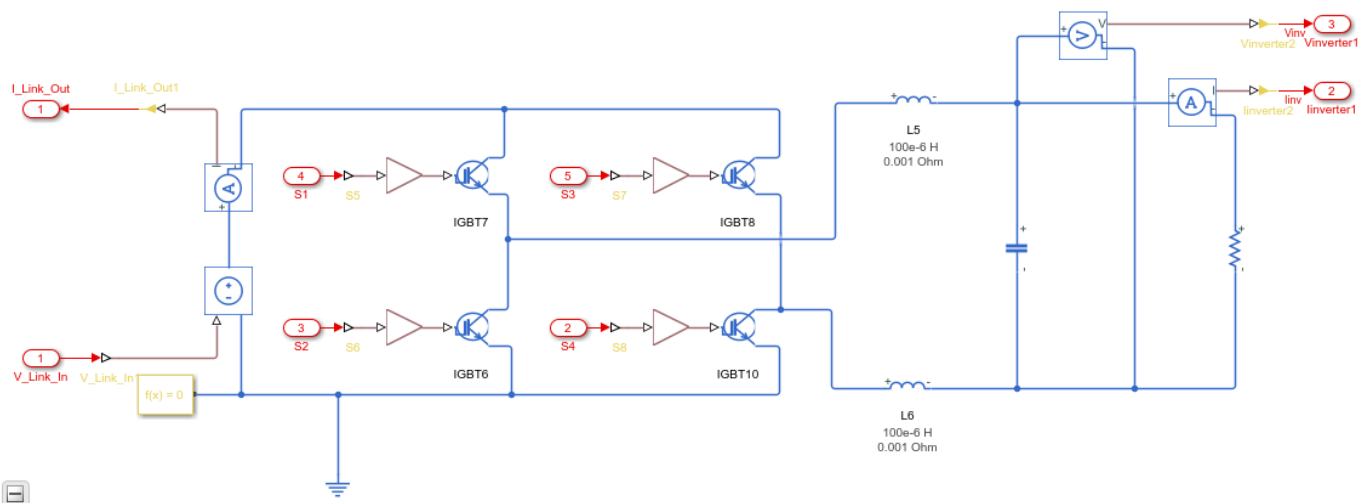 V
Vinverter2
Vinv
3
Vinverter1
I_Link_Out
1
I_Link_Out1
A
I
Iinverter2
Iinv
2
Iinverter1
L5
100e-6 H
0.001 Ohm
I
A
4
S1
S5
IGBT7
5
S3
S7
IGBT8
3
S2
S6
IGBT6
2
S4
S8
IGBT10
1
V_Link_In
V_Link_In1
f(x) = 0
L6
100e-6 H
0.001 Ohm